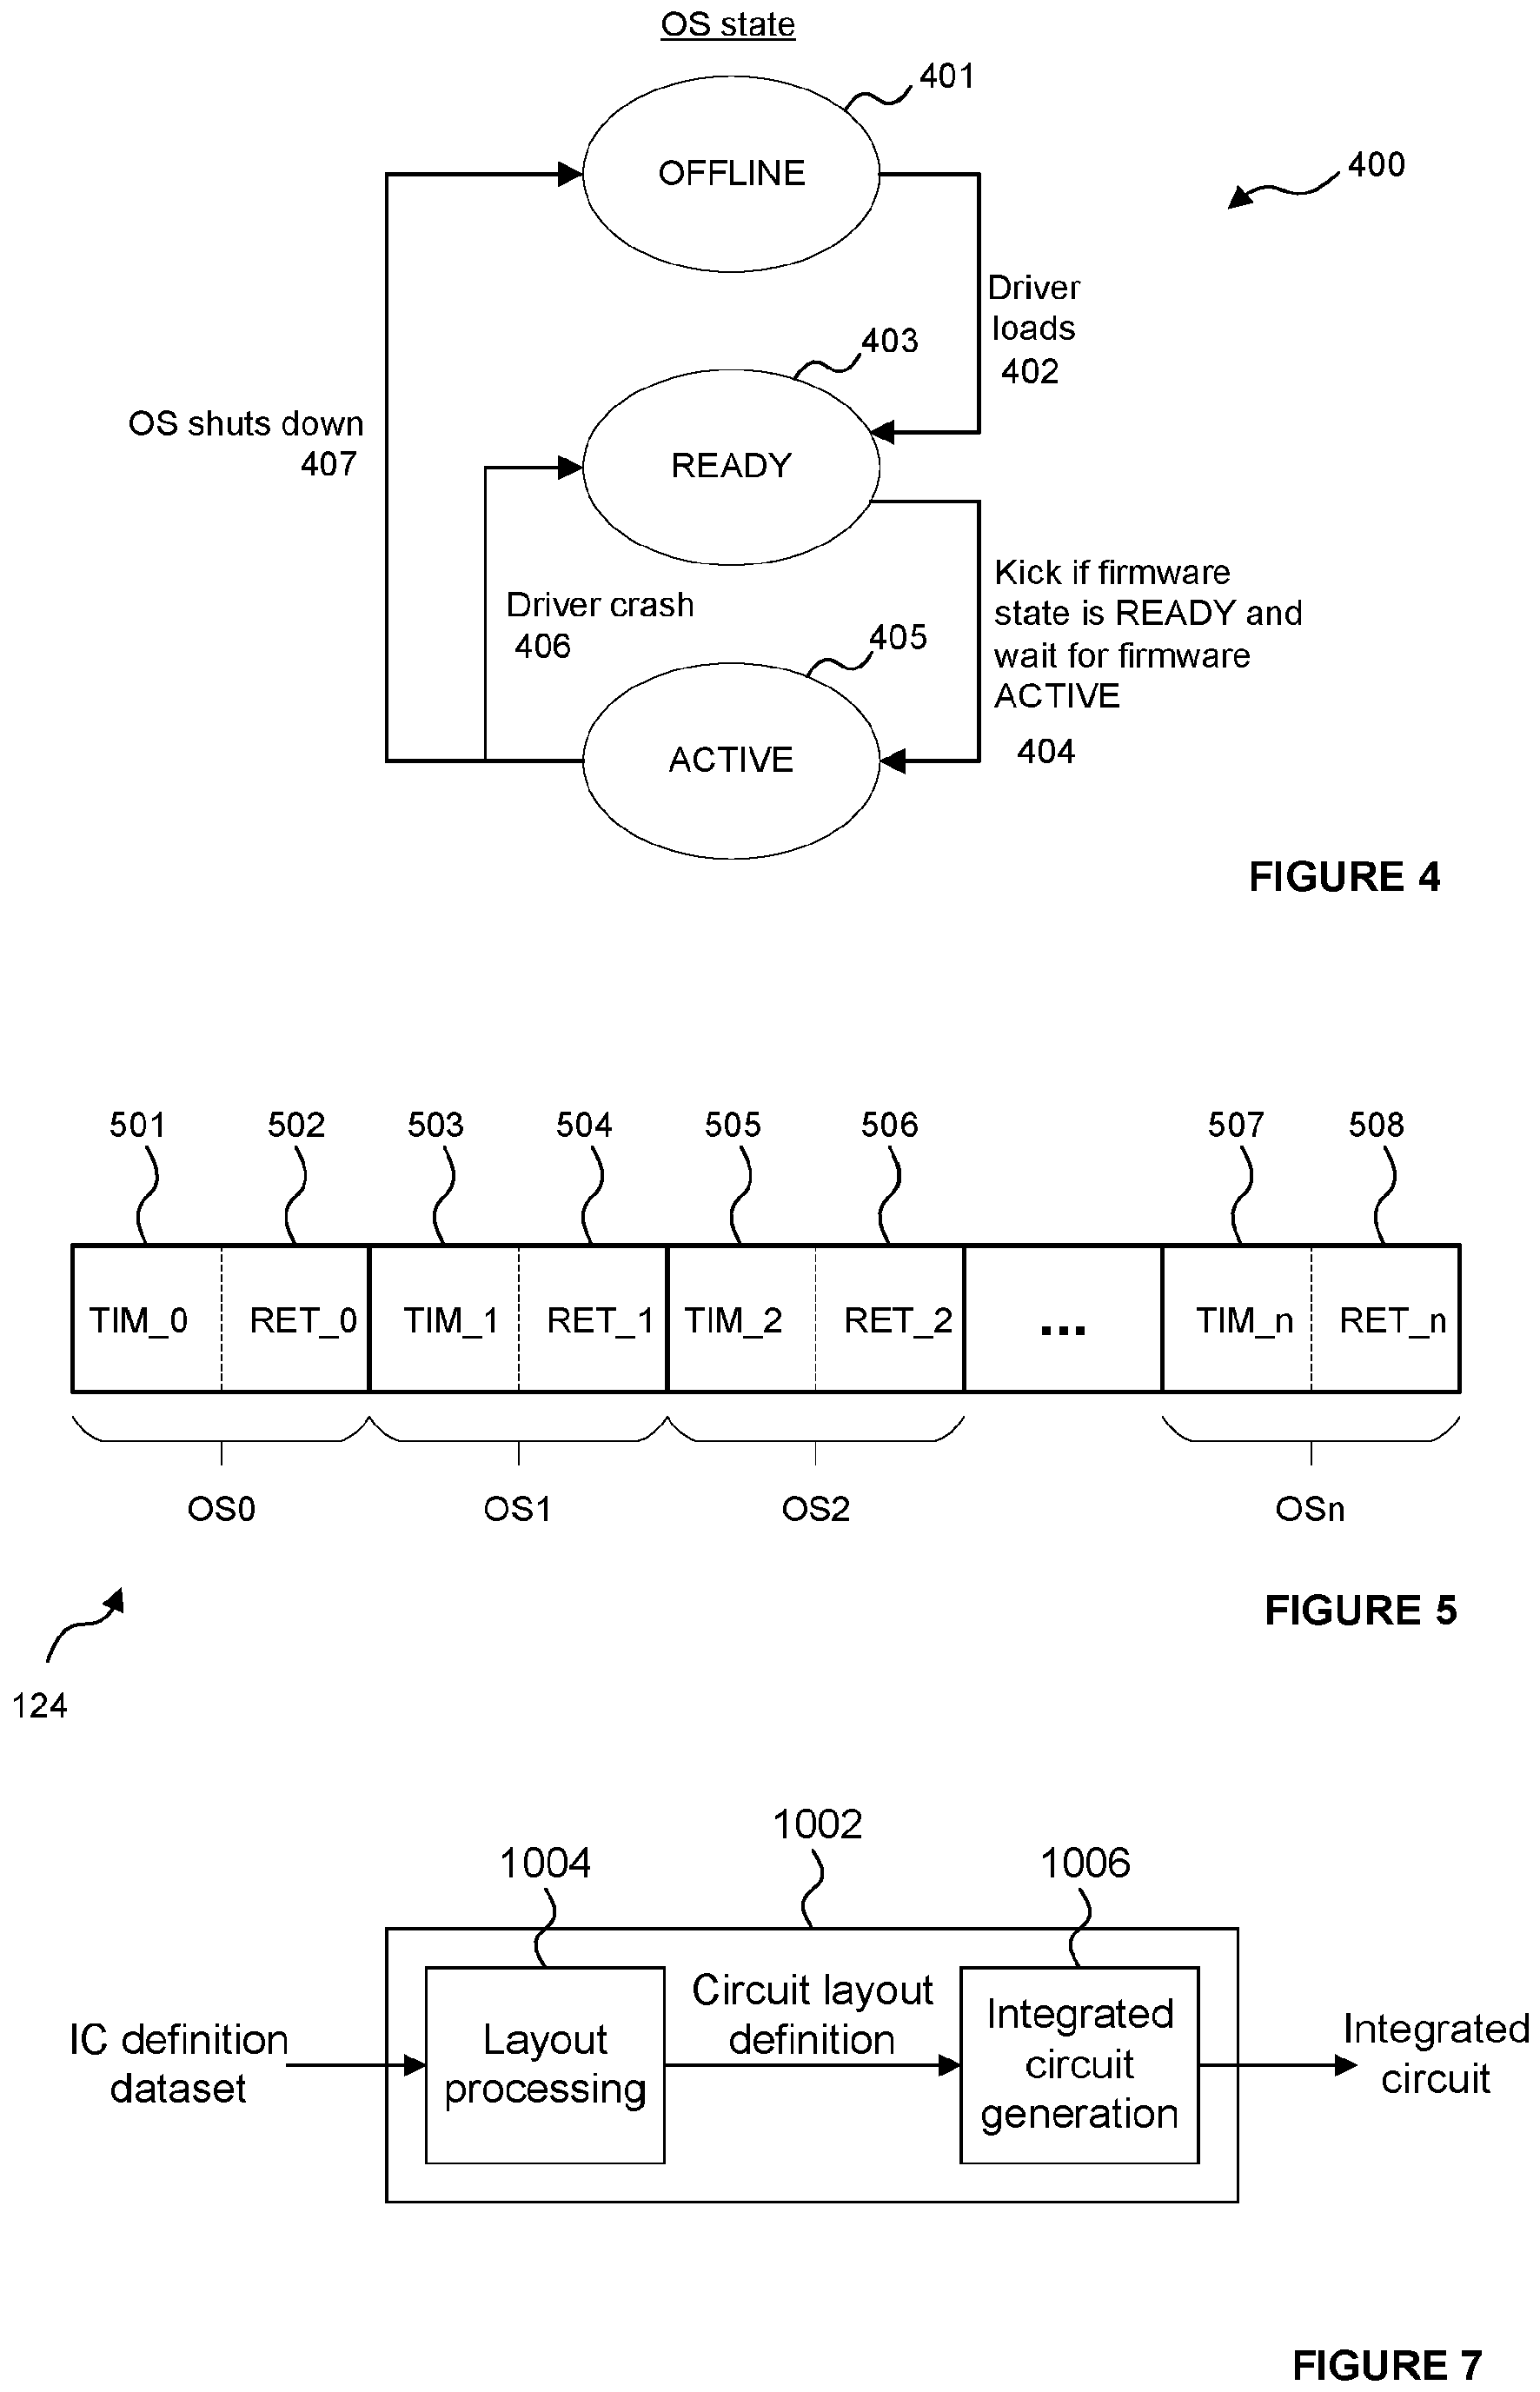 OS state
401
OFFLINE
400
Driver
loads
402
403
OS shuts down
407
READY
Kick if firmware
state is READY and
wait for firmware
ACTIVE
404
Driver crash
406
405
ACTIVE
FIGURE 4
501 502 503 504 505 506 507 508
TIM_0 RET_0 TIM_1 RET_1 TIM_2 RET_2 ... TIM_n RET_n
OS0 OS1 OS2 OSn
FIGURE 5
124
1002
1004 1006
IC definition
dataset
Layout
processing
Circuit layout
definition
Integrated
circuit
generation
Integrated
circuit
FIGURE 7